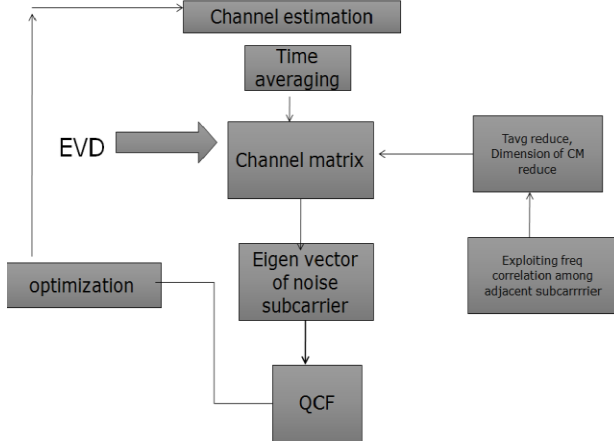 Channel estimation
Time
averaging
EVD
Channel matrix
Tavg reduce,
Dimension of CM
reduce
Eigen vector
of noise
subcarrier
Exploiting freq
correlation among
adjacent subcarrrrier
optimization
QCF